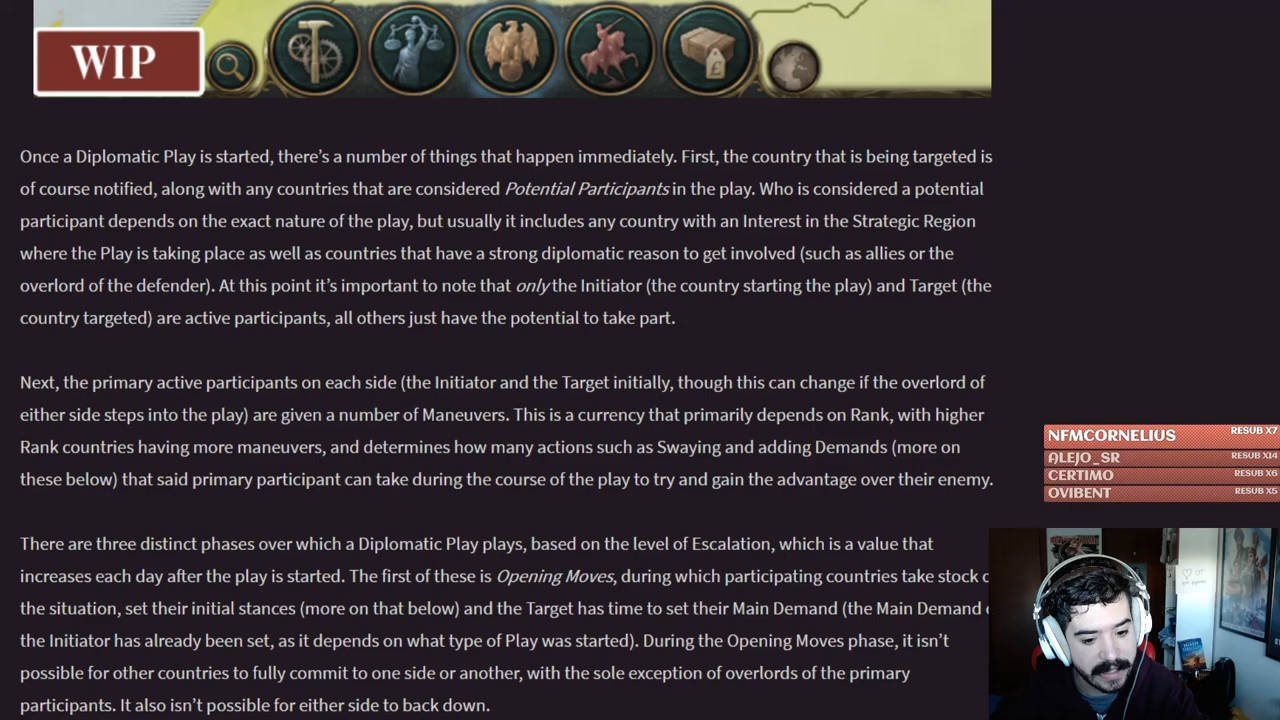 WIP
Once a Diplomatic Play is started, there's a number of things that happen immediately. First, the country that is being targeted is
of course notified, along with any countries that are considered Potential Participants in the play. Who is considered a potential
participant depends on the exact nature of the play, but usually it includes any country with an Interest in the Strategic Region
where the Play is taking place as well as countries that have a strong diplomatic reason to get involved (such as allies or the
overlord of the defender). At this point it's important to note that only the Initiator (the country starting the play) and Target (the
country targeted) are active participants, all others just have the potential to take part.
Next, the primary active participants on each side (the Initiator and the Target initially, though this can change if the overlord of
either side steps into the play) are given a number of Maneuvers. This is a currency that primarily depends on Rank, with higher
Rank countries having more maneuvers, and determines how many actions such as Swaying and adding Demands (more on
these below) that said primary participant can take during the course of the play to try and gain the advantage over their enemy.
There are three distinct phases over which a Diplomatic Play plays, based on the level of Escalation, which is a value that
increases each day after the play is started. The first of these is Opening Moves, during which participating countries take stock
the situation, set their initial stances (more on that below) and the Target has time to set their Main Demand (the Main Demand
the Initiator has already been set, as it depends on what type of Play was started). During the Opening Moves phase, it isn't
possible for other countries to fully commit to one side or another, with the sole exception of overlords of the primary
participants. It also isn't possible for either side to back down.
NFMCORNELIUS RESUB X7
ALEJO_SR RESUB X14
CERTIMO RESUB X6
OVIBENT RESUB X5